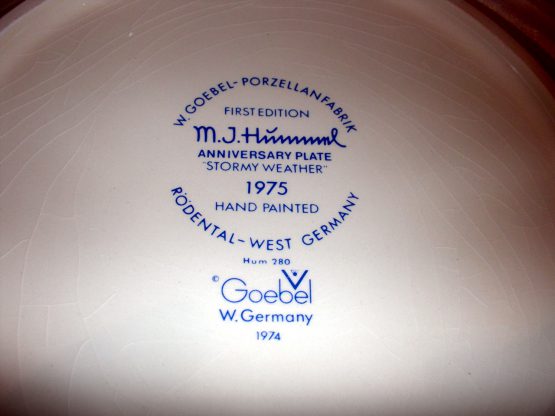 W. GOEBEL-PORZELLANFABRIK
FIRST EDITION
M.J. Hummel
ANNIVERSARY PLATE
"STORMY WEATHER"
1975
HAND PAINTED
RÖDENTAL-WEST GERMANY
Hum 280
© Goebel
W. Germany
1974